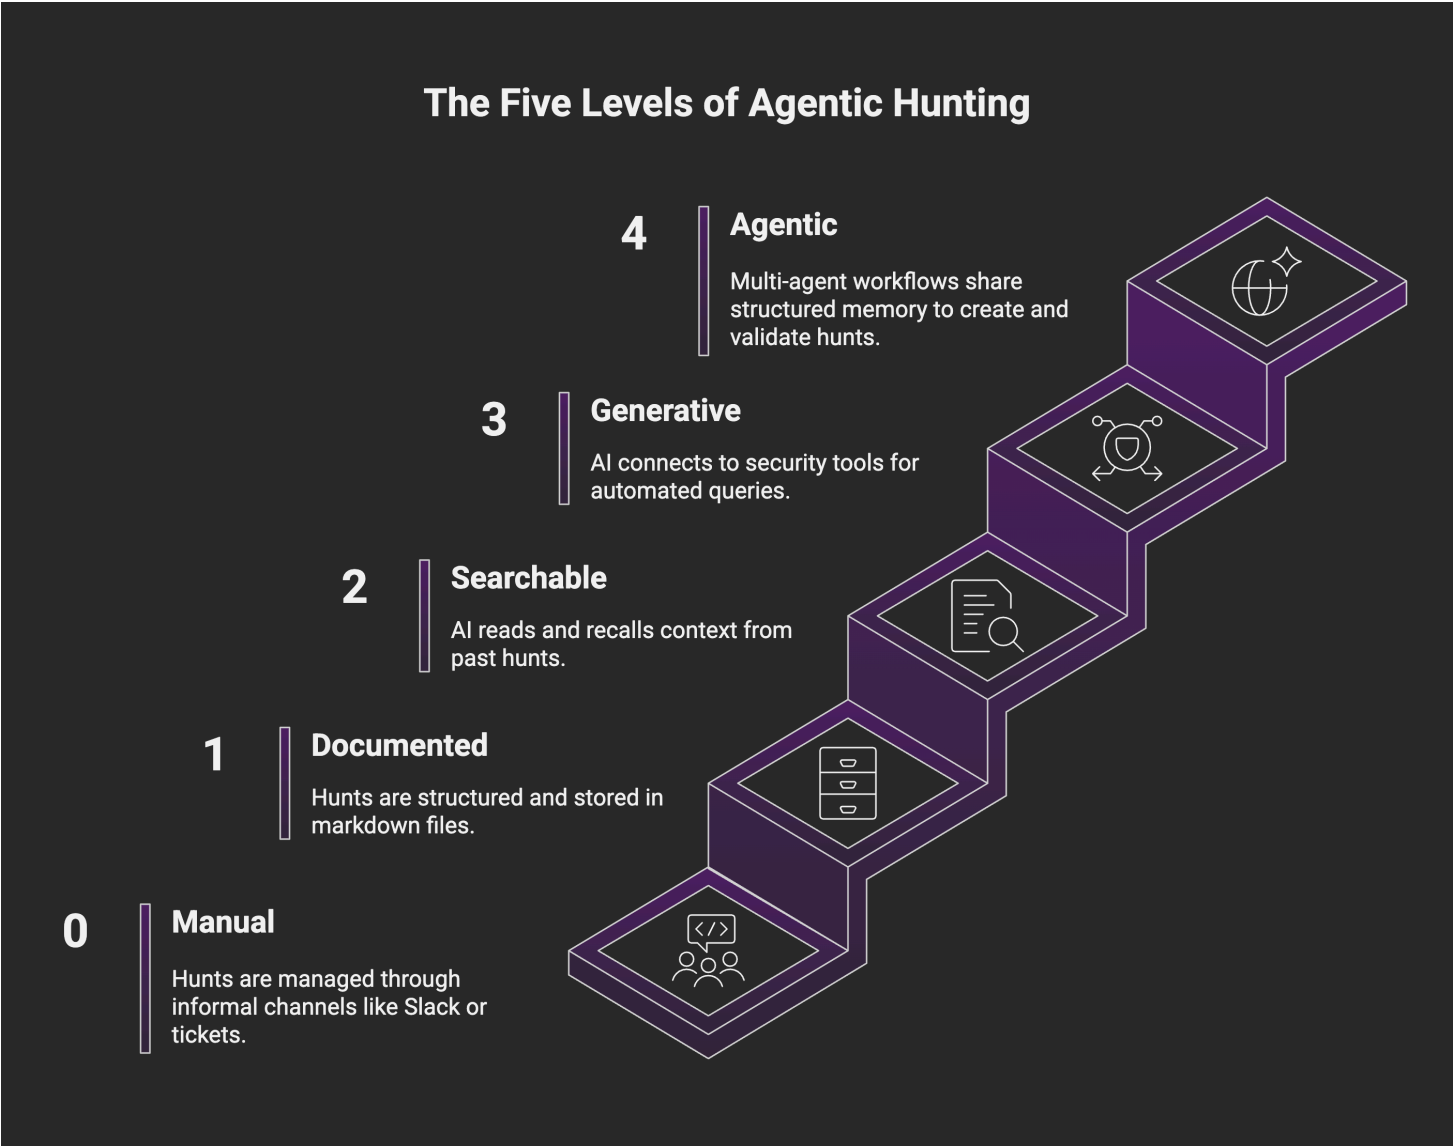 The Five Levels of Agentic Hunting
4
Agentic
Multi-agent workflows share
structured memory to create and
validate hunts.
3
Generative
AI connects to security tools for
automated queries.
2
Searchable
AI reads and recalls context from
past hunts.
1
Documented
Hunts are structured and stored in
markdown files.
0
Manual
Hunts are managed through
informal channels like Slack or
tickets.